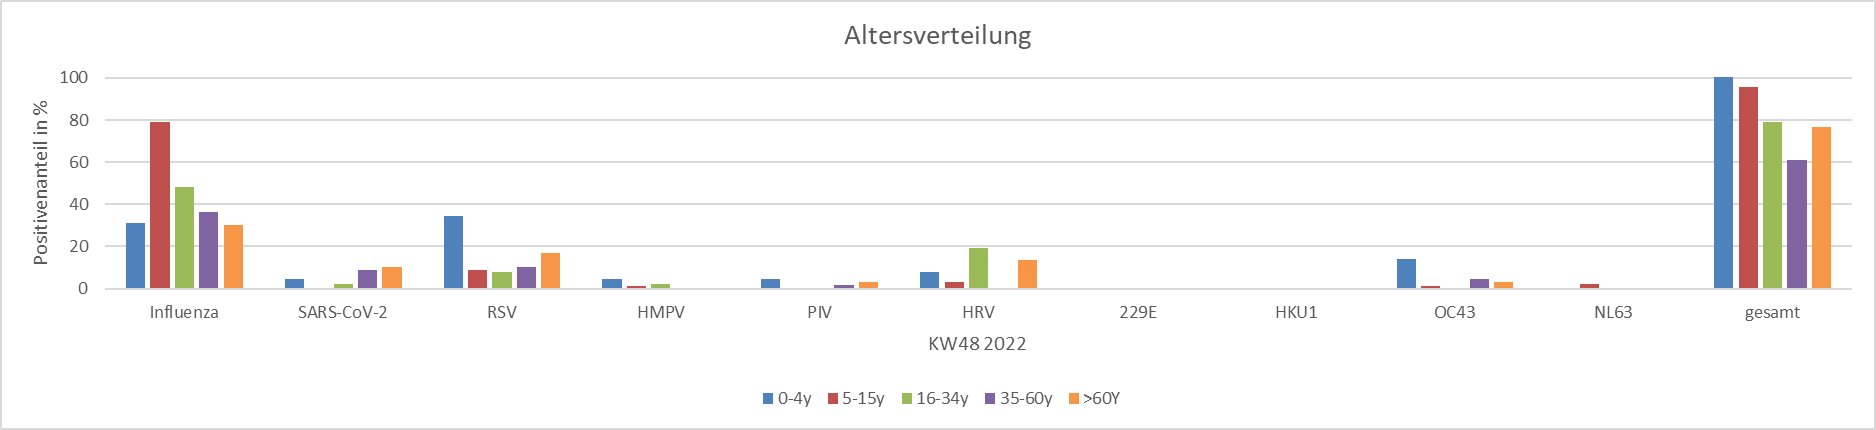 Altersverteilung
Positivenanteil in %
100
80
60
40
20
0
Influenza SARS-CoV-2 RSV HMPV PIV HRV 229E HKU1 OC43 NL63 gesamt
KW48 2022
0-4y 5-15y 16-34y 35-60y >60Y